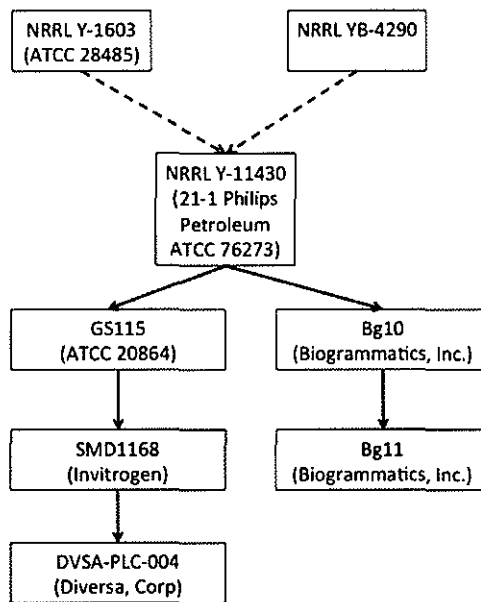 NRRL Y-1603
(ATCC 28485)
NRRL YB-4290
NRRL Y-11430
(21-1 Philips
Petroleum
ATCC 76273)
GS115
(ATCC 20864)
Bg10
(Biogrammatics, Inc.)
SMD1168
(Invitrogen)
Bg11
(Biogrammatics, Inc.)
DVSA-PLC-004
(Diversa, Corp)